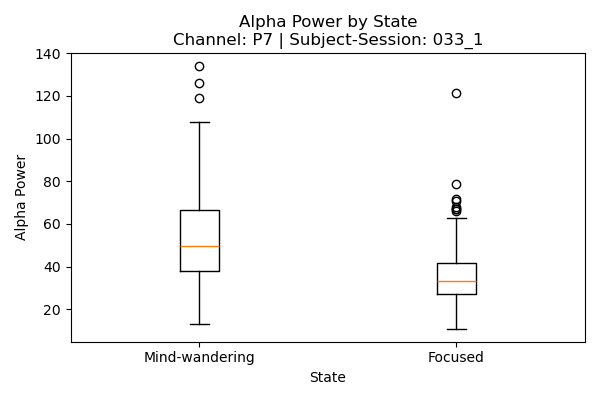 Alpha Power by State
Channel: P7 | Subject-Session: 033_1
140
120
100
80
60
40
20
Alpha Power
Mind-wandering
Focused
State